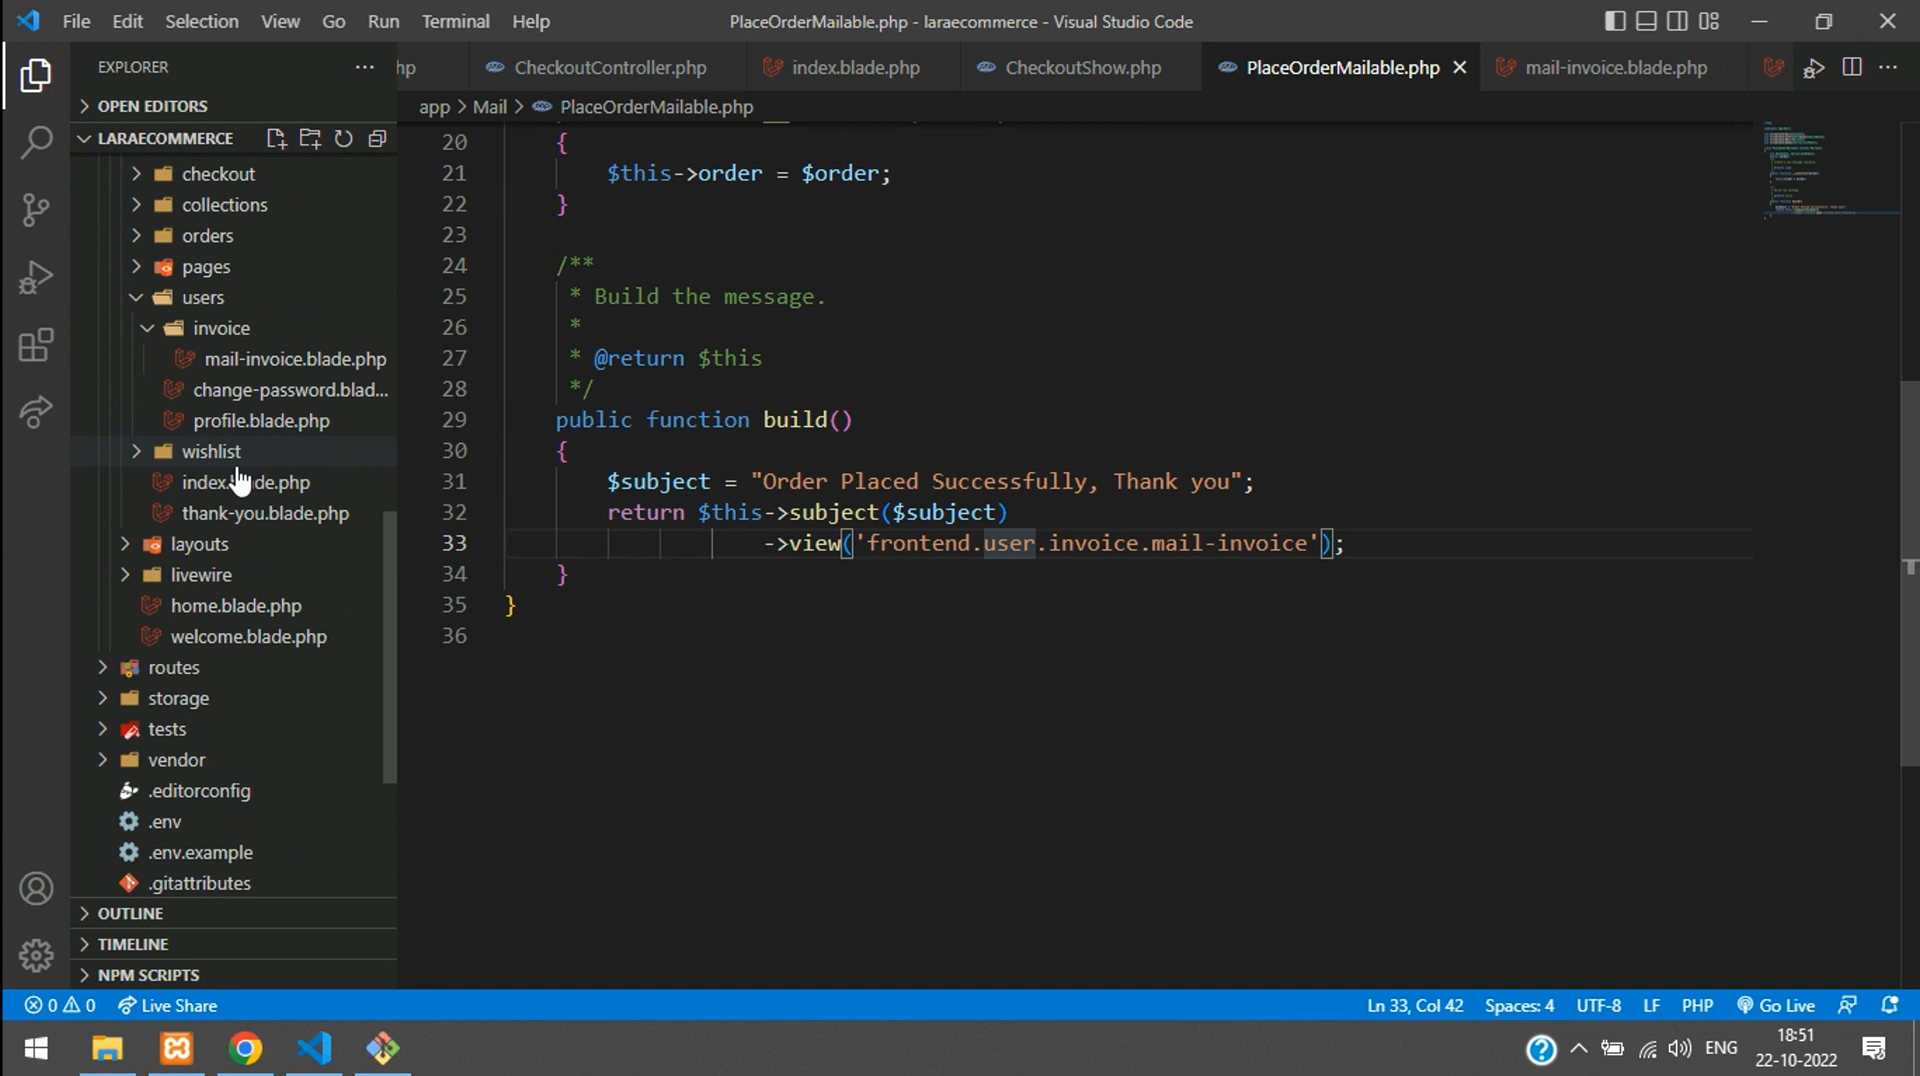 File Edit Selection View Go Run Terminal Help
PlaceOrderMailable.php - laraecommerce - Visual Studio Code
EXPLORER
OPEN EDITORS
LARAECOMMERCE
checkout
collections
orders
pages
users
invoice
mail-invoice.blade.php
change-password.blad...
profile.blade.php
wishlist
thank-you.blade.php
layouts
livewire
home.blade.php
welcome.blade.php
routes
storage
tests
vendor
.editorconfig
.env
.env.example
.gitattributes
OUTLINE
TIMELINE
NPM SCRIPTS
hp CheckoutController.php index.blade.php CheckoutShow.php PlaceOrderMailable.php mail-invoice.blade.php
app > Mail > PlaceOrderMailable.php
20 {
21 $this->order = $order;
22 }
23
24 /**
25 * Build the message.
26 *
27 * @return $this
28 */
29 public function build()
30 {
31 $subject = "Order Placed Successfully, Thank you";
32 return $this->subject($subject)
33 ->view('frontend.user.invoice.mail-invoice');
34 }
35 }
36
0 0 Live Share
Ln 33, Col 42 Spaces: 4 UTF-8 LF PHP Go Live
ENG
18:51
22-10-2022